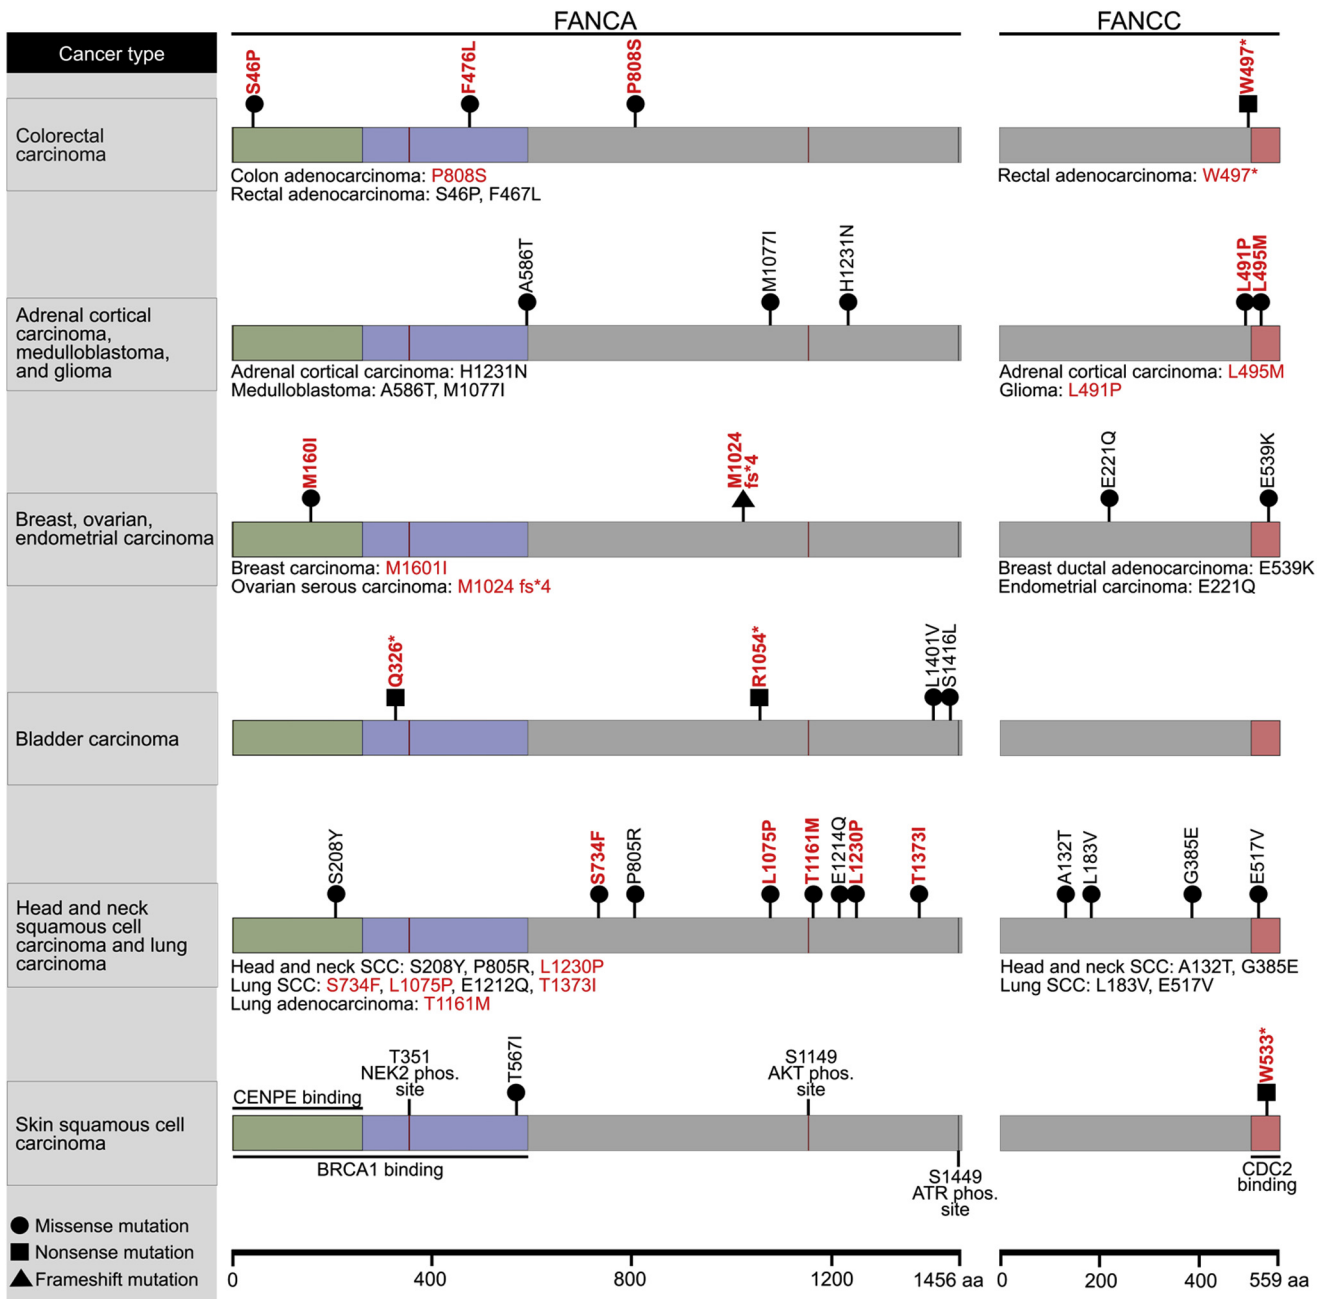 FANCA
FANCC
Cancer type
S46P
F476L
P808S
W497*
Colorectal
carcinoma
Colon adenocarcinoma: P808S
Rectal adenocarcinoma: S46P, F467L
Rectal adenocarcinoma: W497*
A586T
M1077I
H1231N
L491P
L495M
Adrenal cortical
carcinoma,
medulloblastoma,
and glioma
Adrenal cortical carcinoma: H1231N
Medulloblastoma: A586T, M1077I
Adrenal cortical carcinoma: L495M
Glioma: L491P
M160I
M1024
fs*4
E221Q
E539K
Breast, ovarian,
endometrial carcinoma
Breast carcinoma: M1601I
Ovarian serous carcinoma: M1024 fs*4
Breast ductal adenocarcinoma: E539K
Endometrial carcinoma: E221Q
Q326*
R1054*
L1401V
S1416L
Bladder carcinoma
S208Y
S734F
P805R
L1075P
T1161M
E1214Q
L1230P
T1373I
A132T
L183V
G385E
E517V
Head and neck
squamous cell
carcinoma and lung
carcinoma
Head and neck SCC: S208Y, P805R, L1230P
Lung SCC: S734F, L1075P, E1212Q, T1373I
Lung adenocarcinoma: T1161M
Head and neck SCC: A132T, G385E
Lung SCC: L183V, E517V
CENPE binding
T351
NEK2 phos.
site
T567I
S1149
AKT phos.
site
W533*
Skin squamous cell
carcinoma
BRCA1 binding
S1449
ATR phos.
site
CDC2
binding
Missense mutation
Nonsense mutation
Frameshift mutation
0
400
800
1200
1456 aa
0
200
400
559 aa